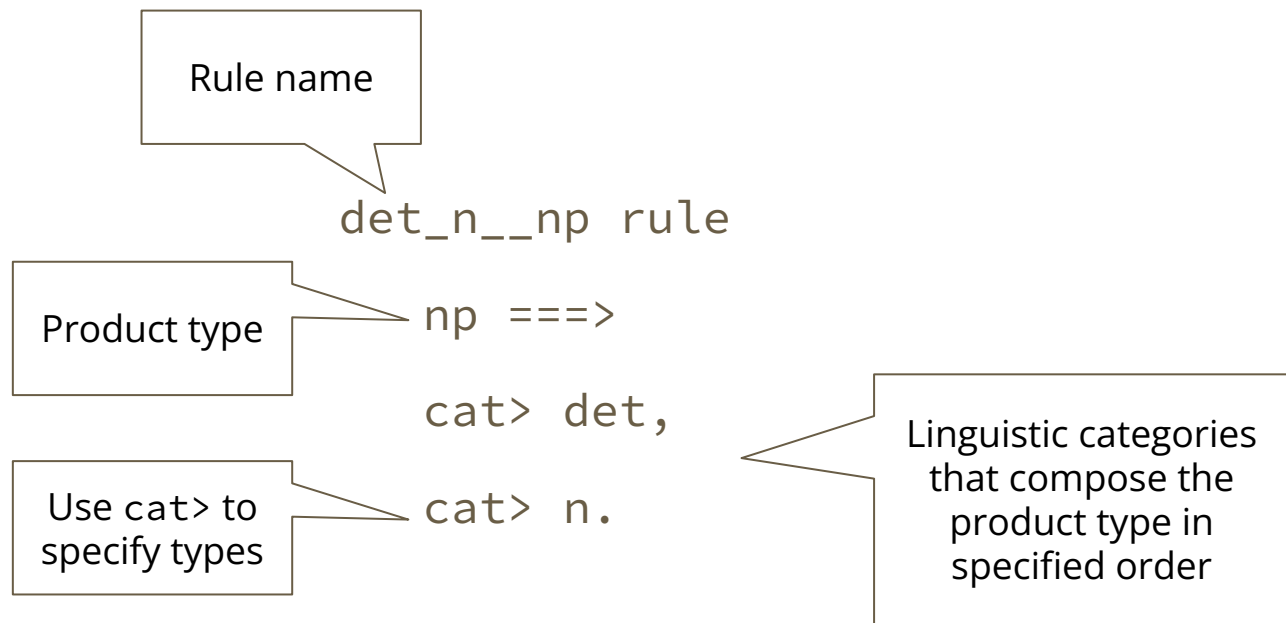 Rule name
det_n__np rule
Product type
np ===>
cat> det,
Linguistic categories
that compose the
product type in
specified order
Use cat> to
specify types
cat> n.